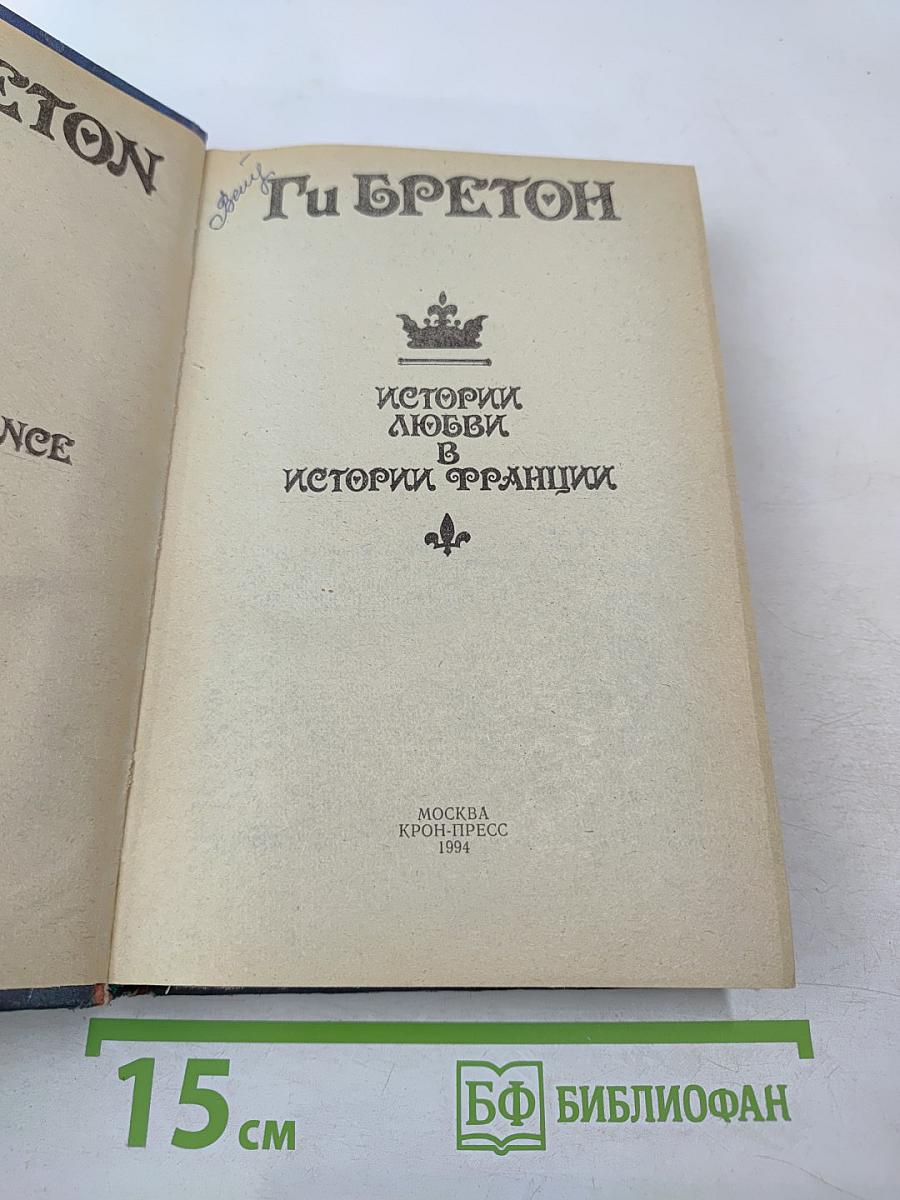 ETON
NCE
Ги БРЕТОН
ИСТОРИИ
ЛЮБВИ
В
ИСТОРИИ ФРАНЦИИ
МОСКВА
КРОН-ПРЕСС
1994
15 см
БФ БИБЛИОФАН